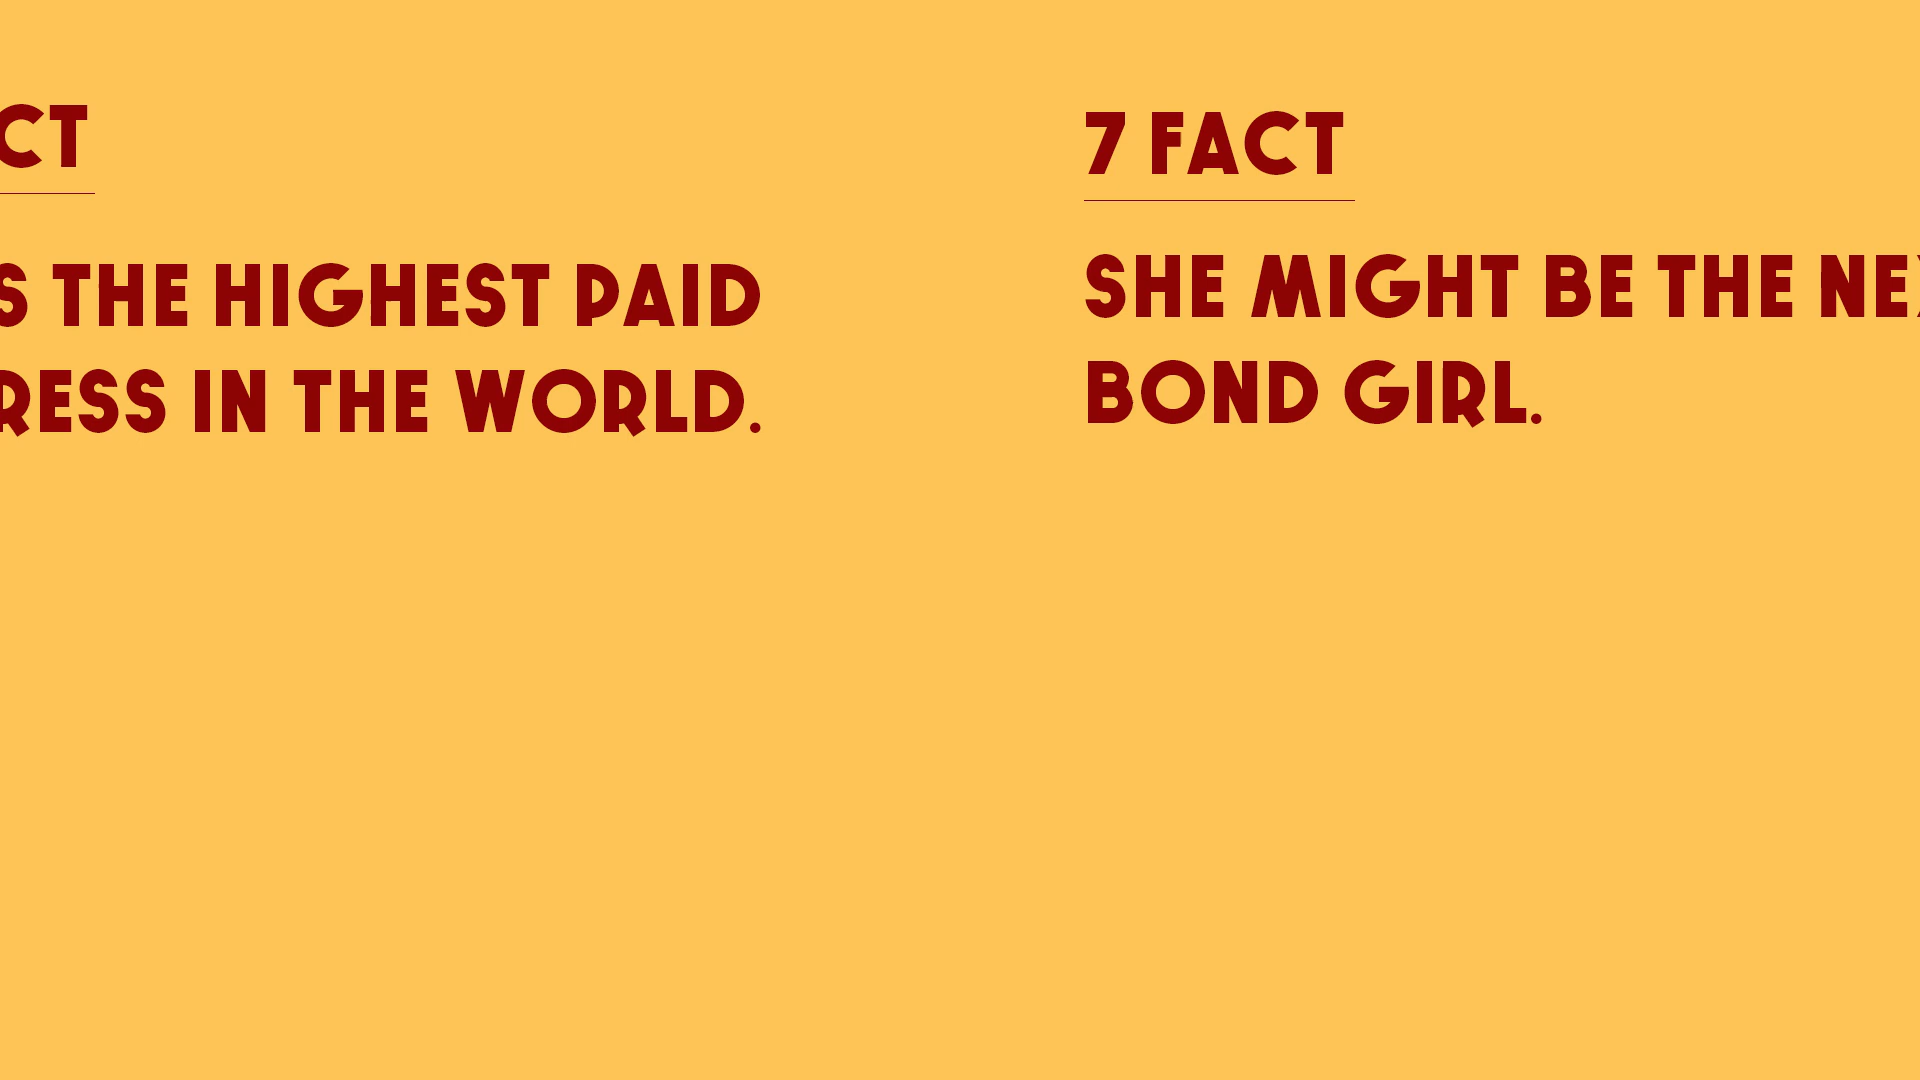 CT
S THE HIGHEST PAID
RESS IN THE WORLD.
7 FACT
SHE MIGHT BE THE NE
BOND GIRL.